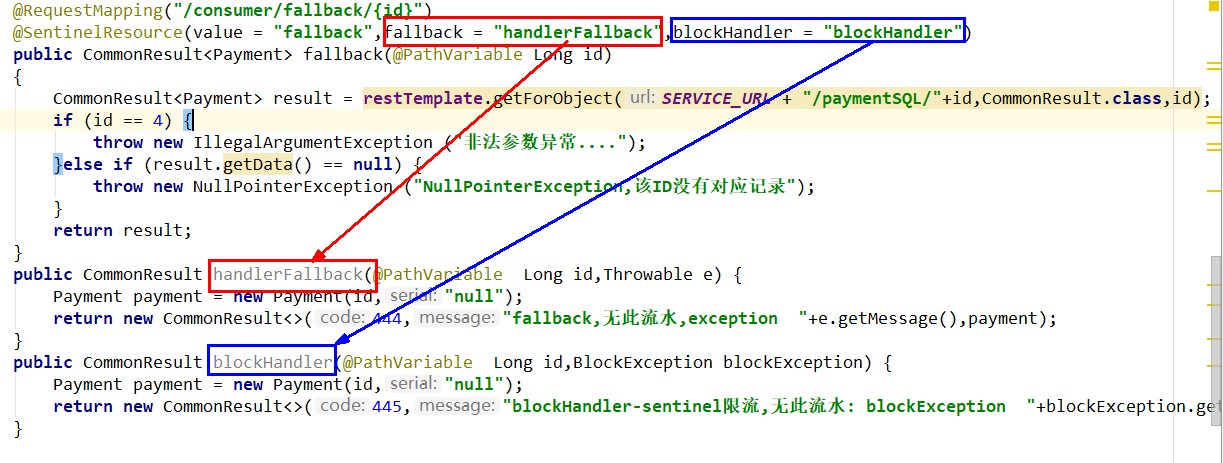 @RequestMapping("/consumer/fallback/{id}")
@SentinelResource(value = "fallback",fallback = "handlerFallback",blockHandler = "blockHandler")
public CommonResult<Payment> fallback(@PathVariable Long id)
{
CommonResult<Payment> result = restTemplate.getForObject( url: SERVICE_URL + "/paymentSQL/"+id,CommonResult.class,id);
if (id == 4) {
throw new IllegalArgumentException ("非法参数异常....");
}else if (result.getData() == null) {
throw new NullPointerException ("NullPointerException,该ID没有对应记录");
}
return result;
}
public CommonResult handlerFallback(@PathVariable Long id,Throwable e) {
Payment payment = new Payment(id, serial: "null");
return new CommonResult<>( code: 444, message: "fallback,无此流水,exception "+e.getMessage(),payment);
}
public CommonResult blockHandler(@PathVariable Long id,BlockException blockException) {
Payment payment = new Payment(id, serial: "null");
return new CommonResult<>( code: 445, message: "blockHandler-sentinel限流,无此流水: blockException "+blockException.get
}